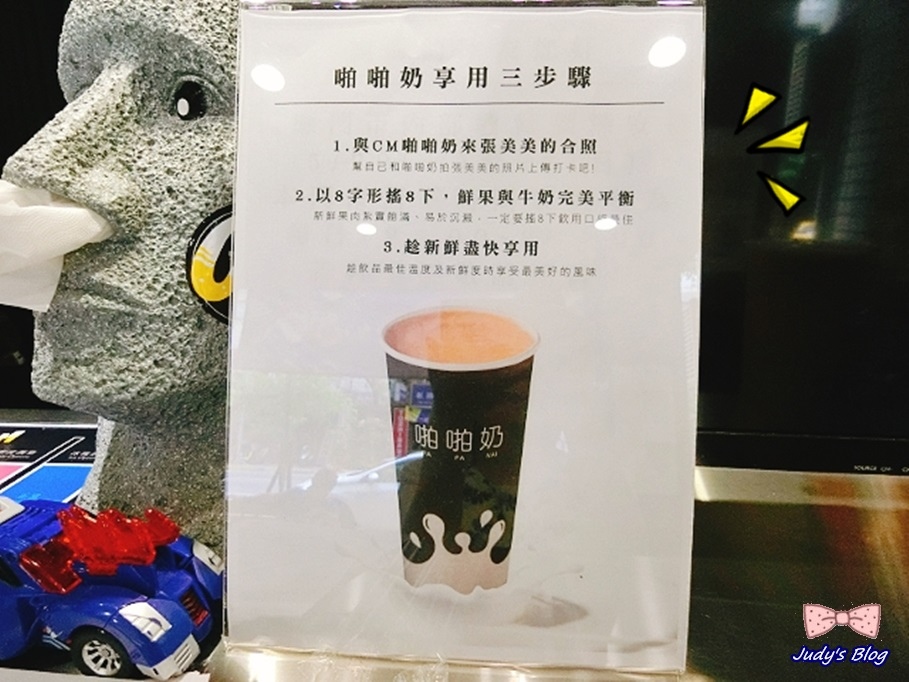 啪啪奶享用三步驟
1.與CM啪啪奶來張美美的合照
幫自己和啪啪奶拍張美美的照片上傳打卡吧!
2.以8字形搖8下，鮮果與牛奶完美平衡
新鮮果肉紮實飽滿、易於沉澱，一定要搖8下飲用口感最佳
3.趁新鮮盡快享用
趁飲品最佳溫度及新鮮度時享受最美好的風味
啪啪奶
PA PA NAI
Judy's Blog